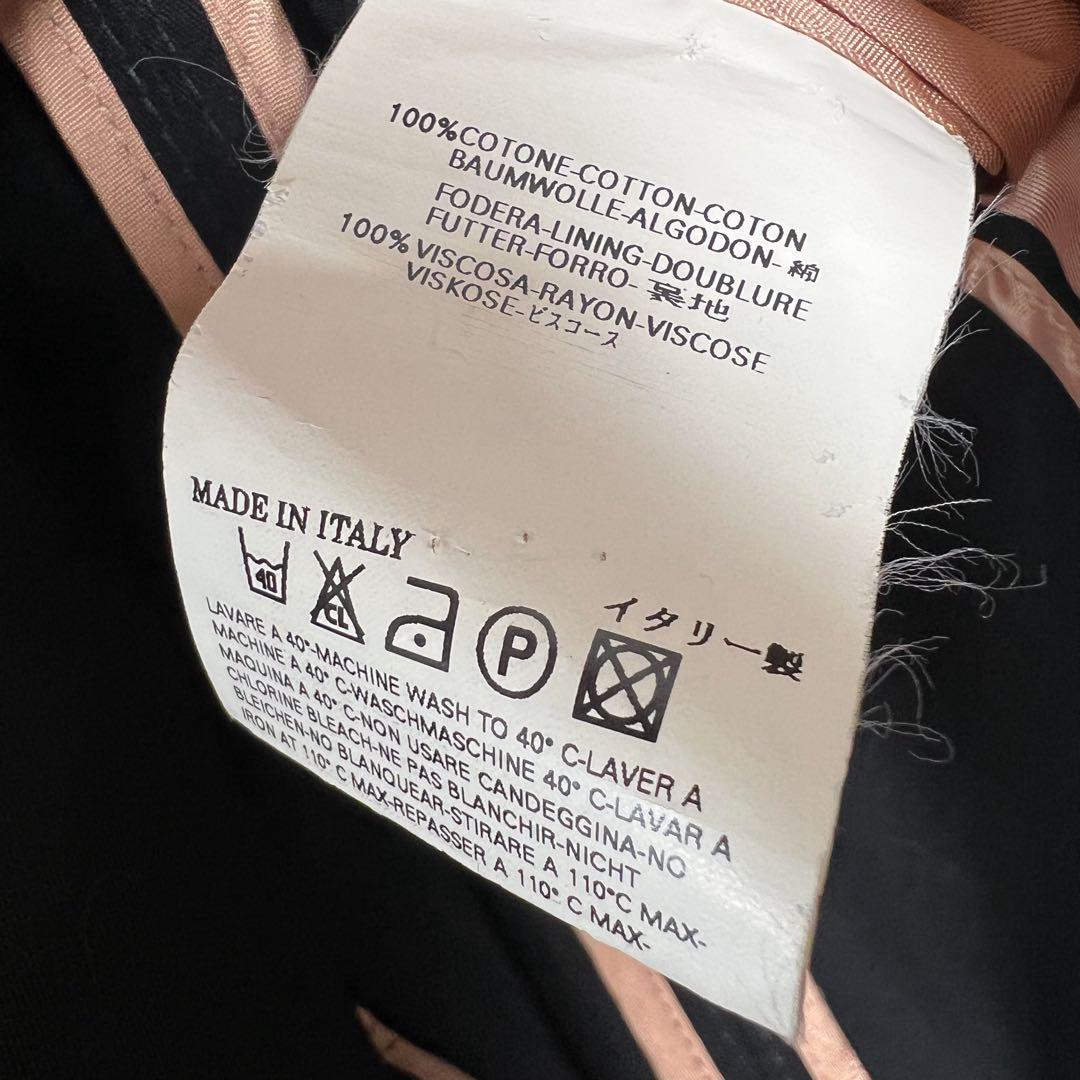 100%COTONE-COTTON-COTON
BAUMWOLLE-ALGODON-綿
FODERA-LINING-DOUBLURE
FUTTER-FORRO-裏地
100%VISCOSA-RAYON-VISCOSE
VISKOSE-ビスコース
MADE IN ITALY
イタリー製
40
CL
P
LAVARE A 40°-MACHINE WASH TO 40° C-LAVER A
MACHINE A 40° C-WASCHMASCHINE 40° C-LAVAR A
MAQUINA A 40° C-NON USARE CANDEGGINA-NO
CHLORINE BLEACH-NE PAS BLANCHIR-NICHT
BLEICHEN-NO BLANQUEAR-STIRARE A 110°C MAX-
IRON AT 110° C MAX-REPASSER A 110° C MAX-